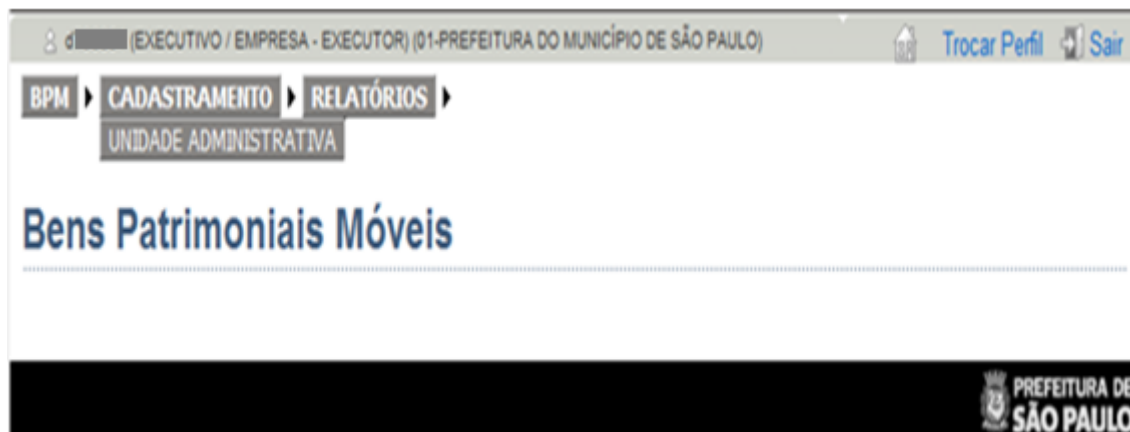 d (EXECUTIVO / EMPRESA - EXECUTOR) (01-PREFEITURA DO MUNICÍPIO DE SÃO PAULO) Trocar Perfil Sair
BPM CADASTRAMENTO RELATÓRIOS
UNIDADE ADMINISTRATIVA
Bens Patrimoniais Móveis
PREFEITURA DE
SÃO PAULO